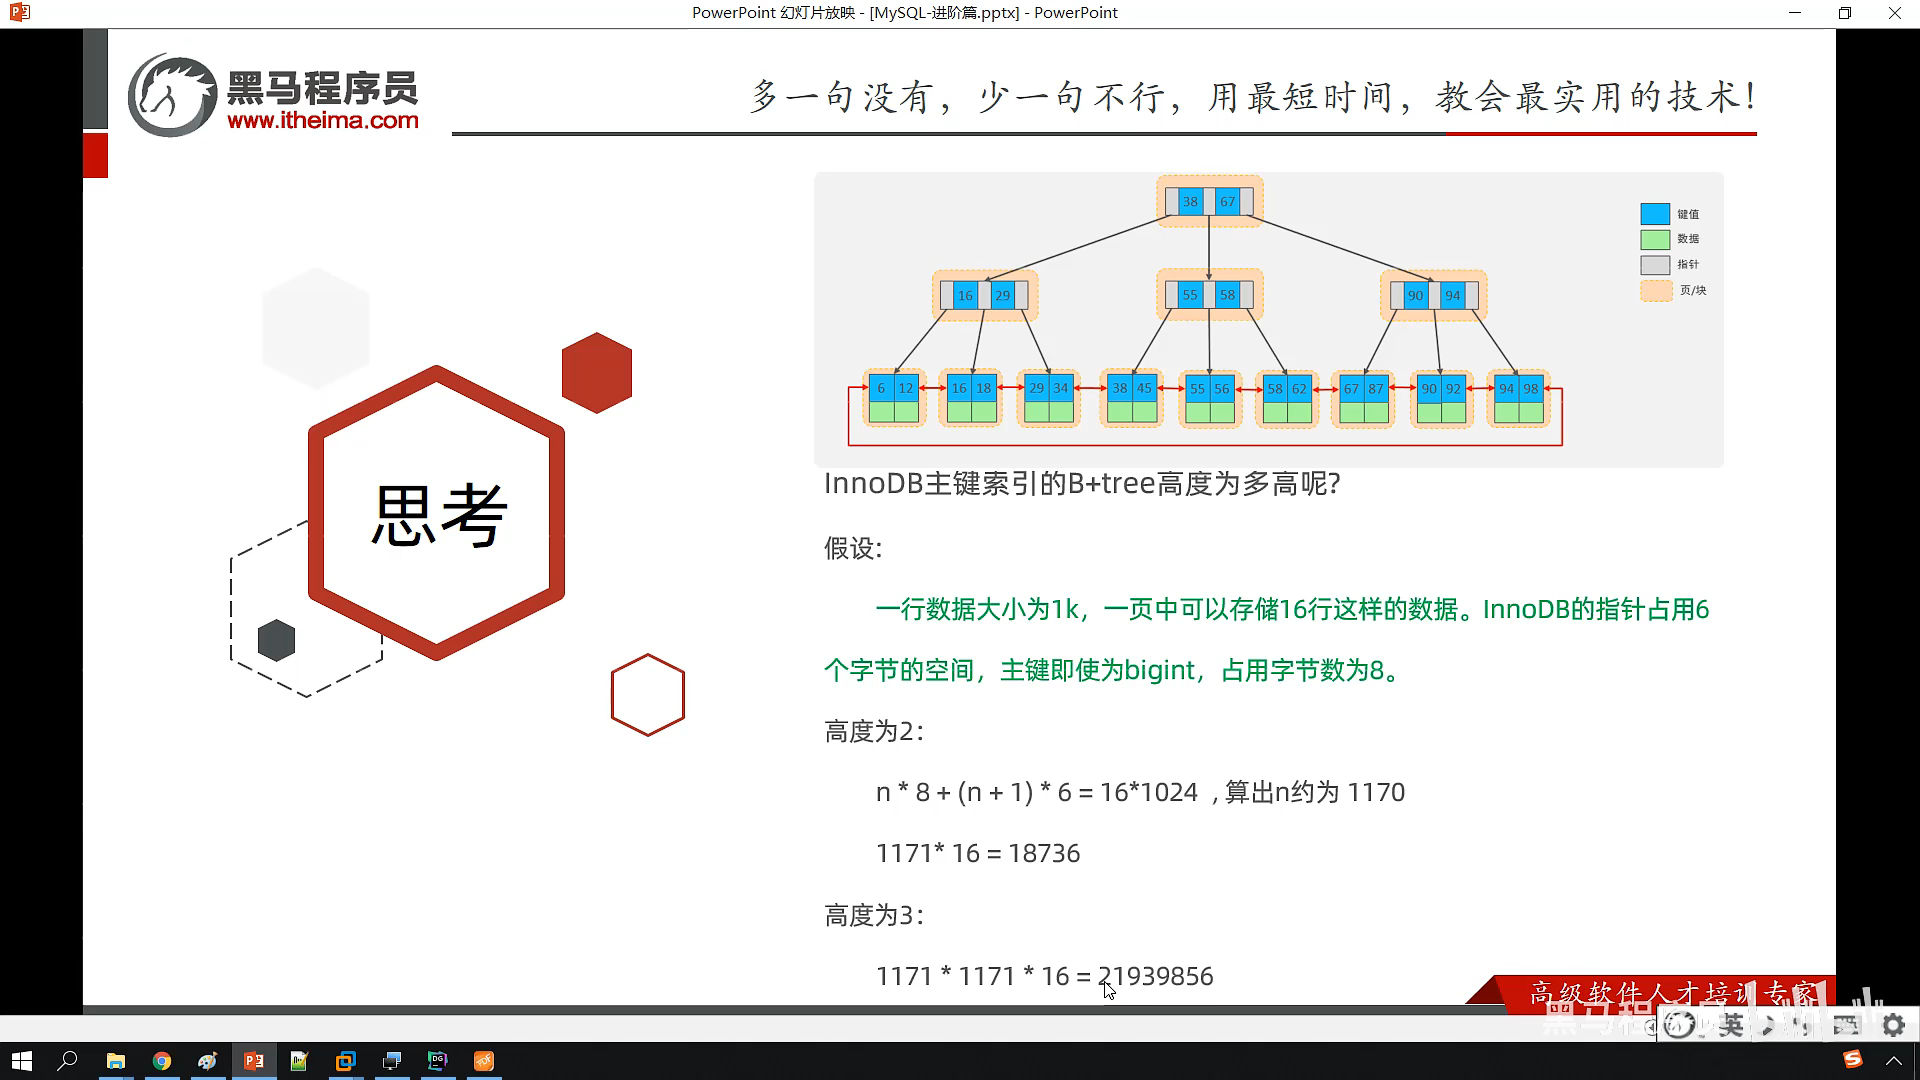 PowerPoint 幻灯片放映 - [MySQL-进阶篇.pptx] - PowerPoint
黑马程序员
www.itheima.com
多一句没有，少一句不行，用最短时间，教会最实用的技术！
38 67
键值
数据
指针
页/块
16 29 55 58 90 94
6 12 16 18 29 34 38 45 55 56 58 62 67 87 90 92 94 98
InnoDB主键索引的B+tree高度为多高呢?
思考
假设:
一行数据大小为1k，一页中可以存储16行这样的数据。InnoDB的指针占用6
个字节的空间，主键即使为bigint，占用字节数为8。
高度为2：
n * 8 + (n + 1) * 6 = 16*1024 , 算出n约为 1170
1171* 16 = 18736
高度为3：
1171 * 1171 * 16 = 21939856
高级软件人才培训专家
黑马程序员
英